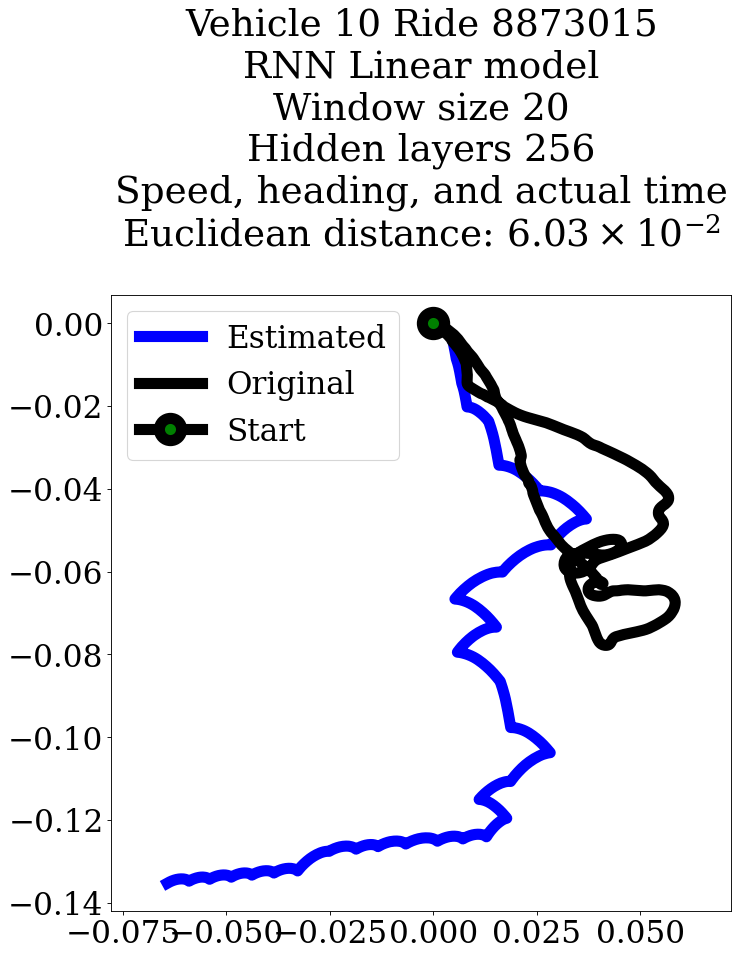 Vehicle 10 Ride 8873015
RNN Linear model
Window size 20
Hidden layers 256
Speed, heading, and actual time
Euclidean distance: 6.03 × 10⁻²
Estimated
Original
Start
0.00
−0.02
−0.04
−0.06
−0.08
−0.10
−0.12
−0.14
−0.075 −0.050 −0.025 0.000 0.025 0.050